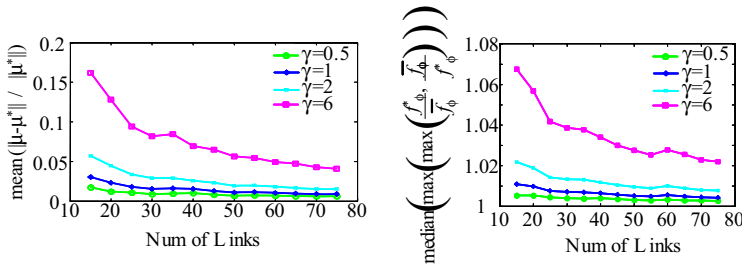 mean(||μ-μ*|| / ||μ*||)
0.2
0.15
0.1
0.05
0
10 20 30 40 50 60 70 80
Num of Links
γ=0.5
γ=1
γ=2
γ=6
median(max(max(f*ϕ/f̅ϕ, f̅ϕ/f*ϕ)))
1.08
1.06
1.04
1.02
1
10 20 30 40 50 60 70 80
Num of Links
γ=0.5
γ=1
γ=2
γ=6